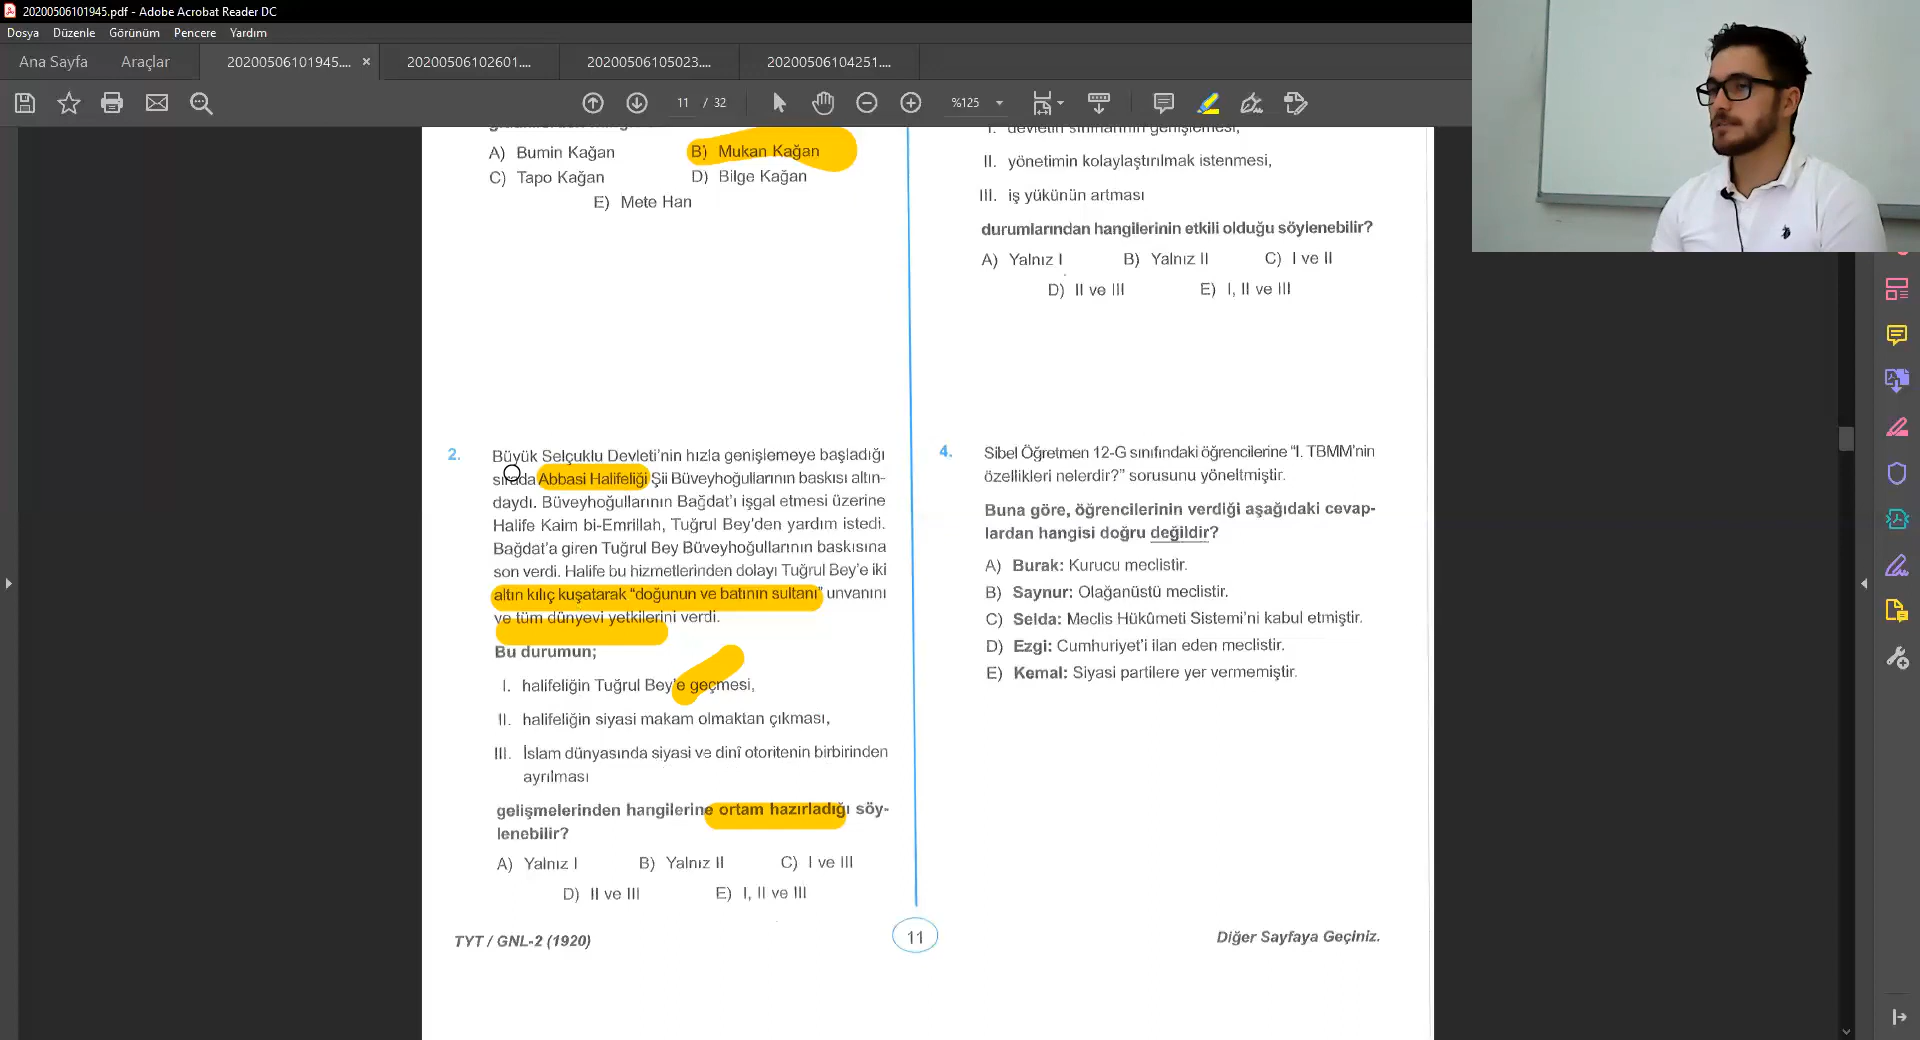 20200506101945.pdf - Adobe Acrobat Reader DC
Dosya Düzenle Görünüm Pencere Yardım
Ana Sayfa Araçlar 20200506101945.... × 20200506102601.... 20200506105023.... 20200506104251....
11 / 32 %125
A) Bumin Kağan B) Mukan Kağan
C) Tapo Kağan D) Bilge Kağan
E) Mete Han
2. Büyük Selçuklu Devleti'nin hızla genişlemeye başladığı
sırada Abbasi Halifeliği Şii Büveyhoğullarının baskısı altın-
daydı. Büveyhoğullarının Bağdat'ı işgal etmesi üzerine
Halife Kaim bi-Emrillah, Tuğrul Bey'den yardım istedi.
Bağdat'a giren Tuğrul Bey Büveyhoğullarının baskısına
son verdi. Halife bu hizmetlerinden dolayı Tuğrul Bey'e iki
altın kılıç kuşatarak "doğunun ve batının sultanı" unvanını
ve tüm dünyevi yetkilerini verdi.
Bu durumun;
I. halifeliğin Tuğrul Bey'e geçmesi,
II. halifeliğin siyasi makam olmaktan çıkması,
III. İslam dünyasında siyasi ve dinî otoritenin birbirinden
ayrılması
gelişmelerinden hangilerine ortam hazırladığı söy-
lenebilir?
A) Yalnız I B) Yalnız II C) I ve III
D) II ve III E) I, II ve III
I. devletin sınırlarının genişlemesi,
II. yönetimin kolaylaştırılmak istenmesi,
III. iş yükünün artması
durumlarından hangilerinin etkili olduğu söylenebilir?
A) Yalnız I B) Yalnız II C) I ve II
D) II ve III E) I, II ve III
4. Sibel Öğretmen 12-G sınıfındaki öğrencilerine "I. TBMM'nin
özellikleri nelerdir?" sorusunu yöneltmiştir.
Buna göre, öğrencilerinin verdiği aşağıdaki cevap-
lardan hangisi doğru değildir?
A) Burak: Kurucu meclistir.
B) Saynur: Olağanüstü meclistir.
C) Selda: Meclis Hükûmeti Sistemi'ni kabul etmiştir.
D) Ezgi: Cumhuriyet'i ilan eden meclistir.
E) Kemal: Siyasi partilere yer vermemiştir.
TYT / GNL-2 (1920) 11 Diğer Sayfaya Geçiniz.